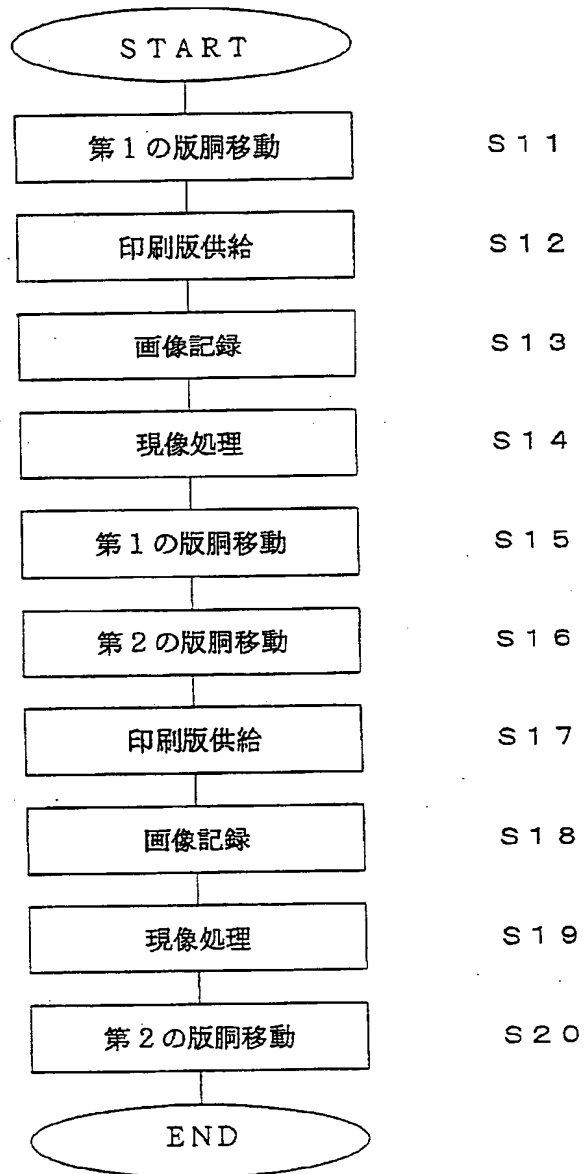 START
第1の版胴移動 S11
印刷版供給 S12
画像記録 S13
現像処理 S14
第1の版胴移動 S15
第2の版胴移動 S16
印刷版供給 S17
画像記録 S18
現像処理 S19
第2の版胴移動 S20
END